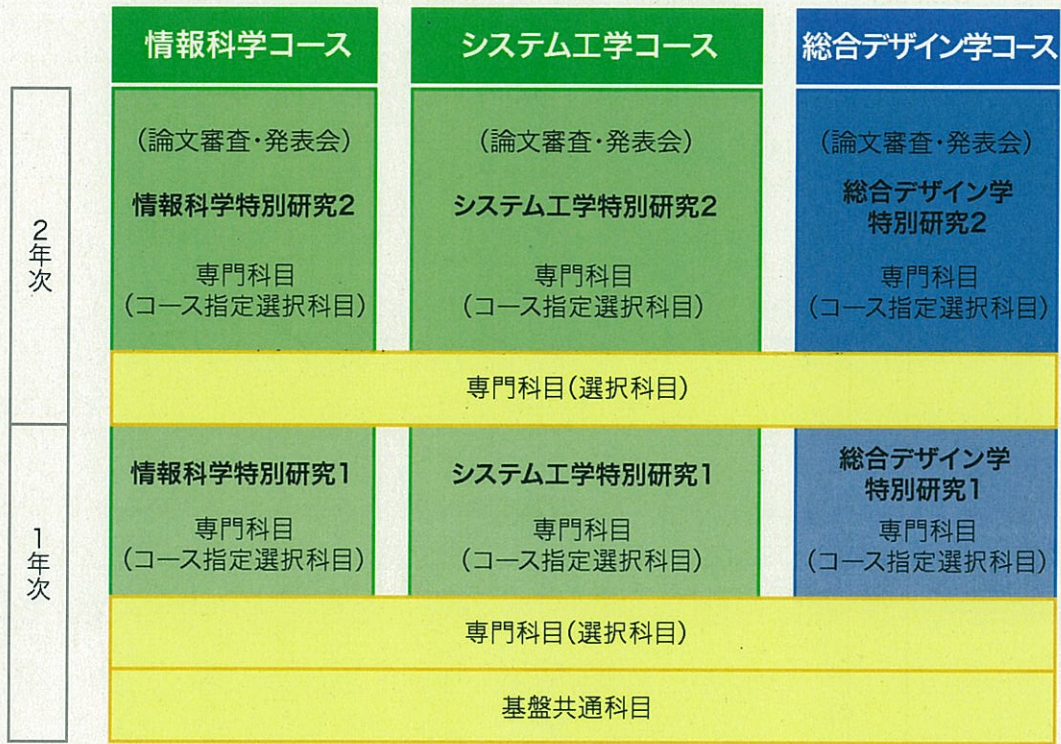 情報科学コース
システム工学コース
総合デザイン学コース
2年次
(論文審査・発表会)
情報科学特別研究2
専門科目
(コース指定選択科目)
(論文審査・発表会)
システム工学特別研究2
専門科目
(コース指定選択科目)
(論文審査・発表会)
総合デザイン学
特別研究2
専門科目
(コース指定選択科目)
専門科目(選択科目)
1年次
情報科学特別研究1
専門科目
(コース指定選択科目)
システム工学特別研究1
専門科目
(コース指定選択科目)
総合デザイン学
特別研究1
専門科目
(コース指定選択科目)
専門科目(選択科目)
基盤共通科目